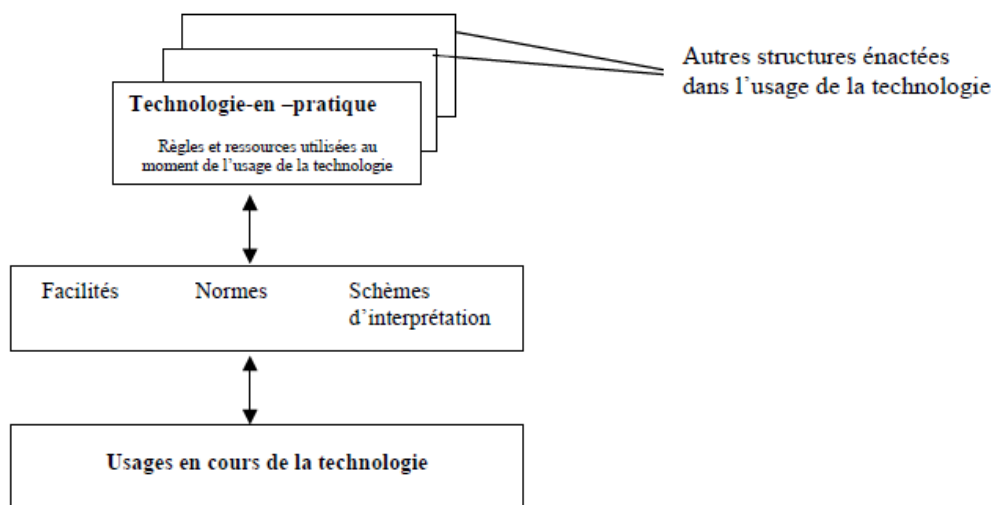 Autres structures énactées
dans l'usage de la technologie
Technologie-en –pratique
Règles et ressources utilisées au
moment de l'usage de la technologie
Facilités Normes Schèmes
d'interprétation
Usages en cours de la technologie